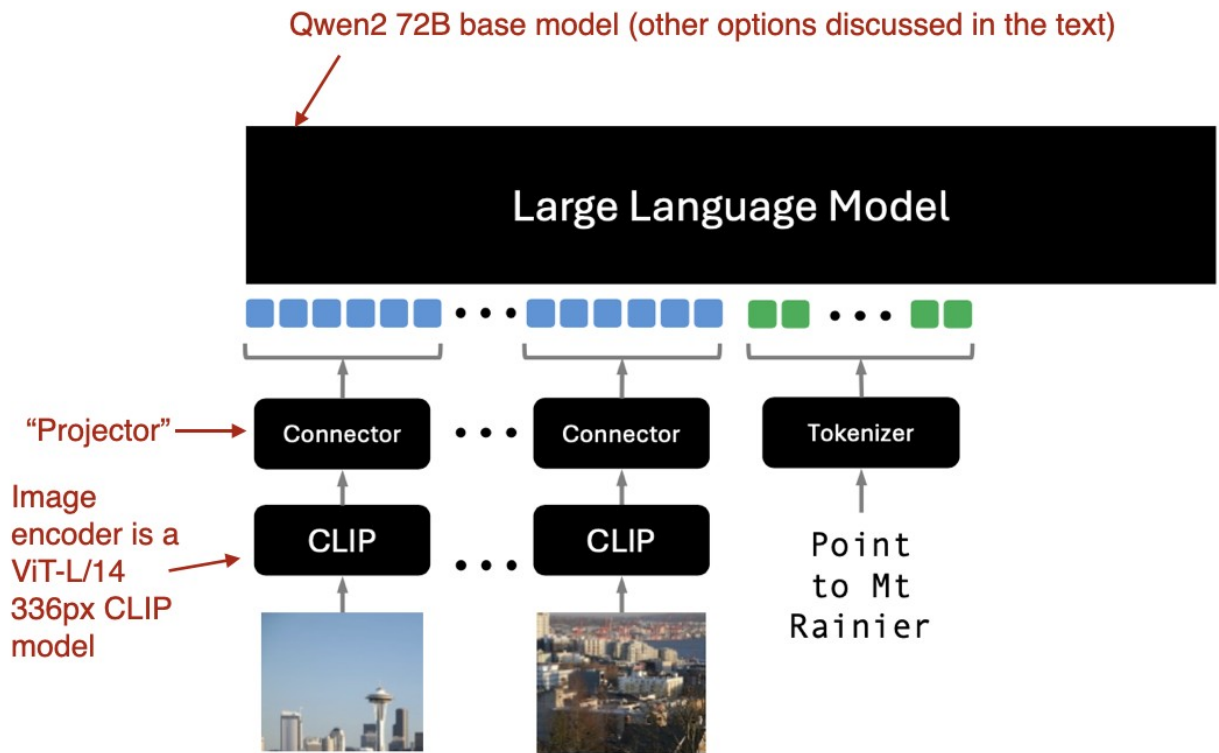 Qwen2 72B base model (other options discussed in the text)
Large Language Model
“Projector”
Connector
Connector
Tokenizer
Image
encoder is a
ViT-L/14
336px CLIP
model
CLIP
CLIP
Point
to Mt
Rainier